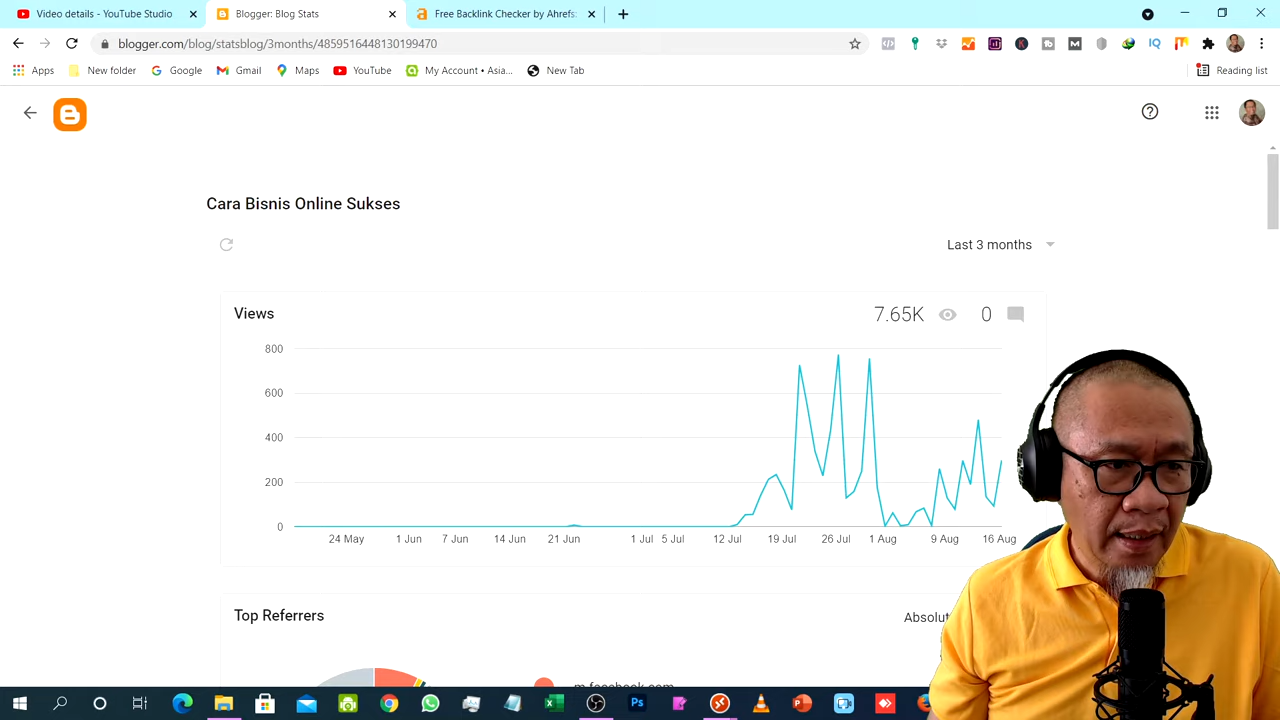 Video details - YouTube Studio
Blogger: Blog Stats
Free Backlink Checker by Ahrefs:
blogger.com/blog/statsblog/3months/4859516448130199470
Apps
New folder
Google
Gmail
Maps
YouTube
My Account • Asia...
New Tab
Reading list
Cara Bisnis Online Sukses
Last 3 months
Views
7.65K
0
800
600
400
200
0
24 May
1 Jun
7 Jun
14 Jun
21 Jun
1 Jul
5 Jul
12 Jul
19 Jul
26 Jul
1 Aug
9 Aug
16 Aug
Top Referrers
m.facebook.com